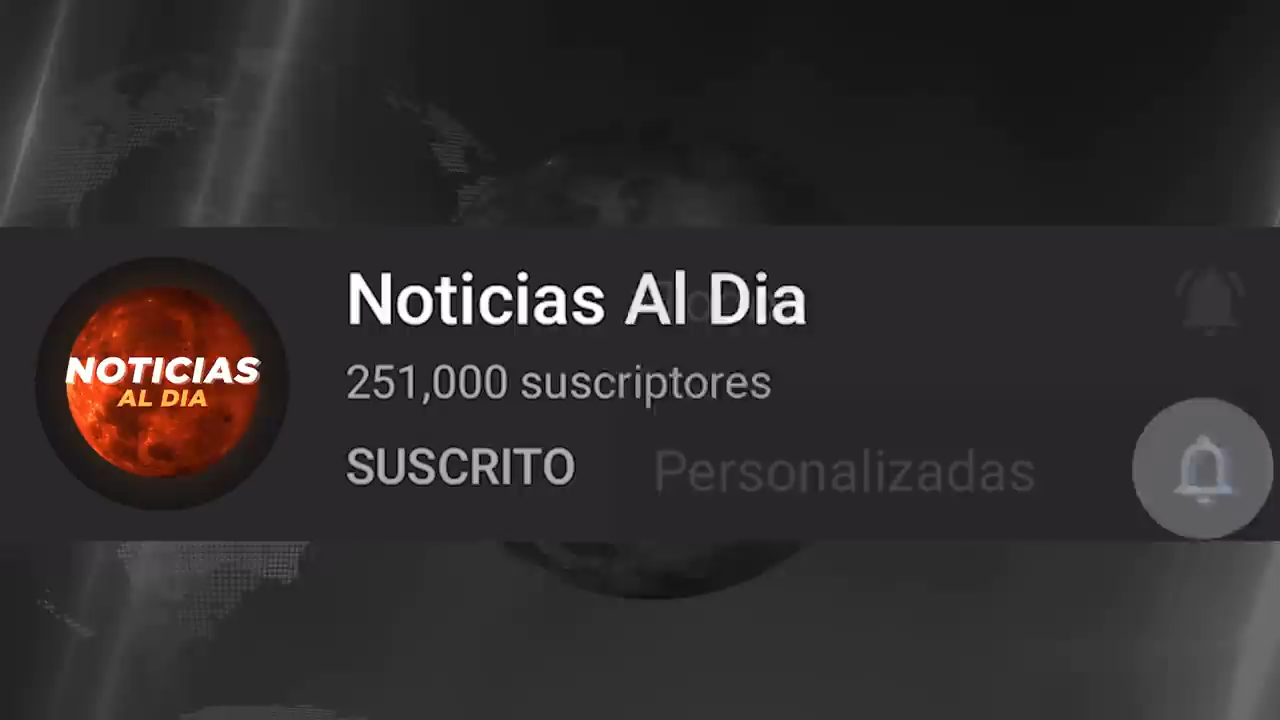 NOTICIAS
AL DIA
Noticias Al Dia
251,000 suscriptores
SUSCRITO
Personalizadas